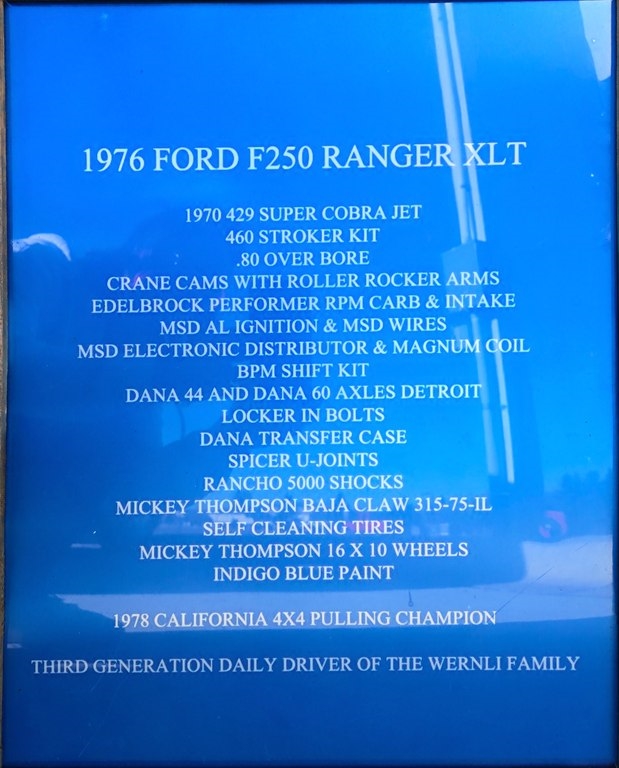 1976 FORD F250 RANGER XLT
1970 429 SUPER COBRA JET
460 STROKER KIT
.80 OVER BORE
CRANE CAMS WITH ROLLER ROCKER ARMS
EDELBROCK PERFORMER RPM CARB & INTAKE
MSD AL IGNITION & MSD WIRES
MSD ELECTRONIC DISTRIBUTOR & MAGNUM COIL
BPM SHIFT KIT
DANA 44 AND DANA 60 AXLES DETROIT
LOCKER IN BOLTS
DANA TRANSFER CASE
SPICER U-JOINTS
RANCHO 5000 SHOCKS
MICKEY THOMPSON BAJA CLAW 315-75-IL
SELF CLEANING TIRES
MICKEY THOMPSON 16 X 10 WHEELS
INDIGO BLUE PAINT
1978 CALIFORNIA 4X4 PULLING CHAMPION
THIRD GENERATION DAILY DRIVER OF THE WERNLI FAMILY